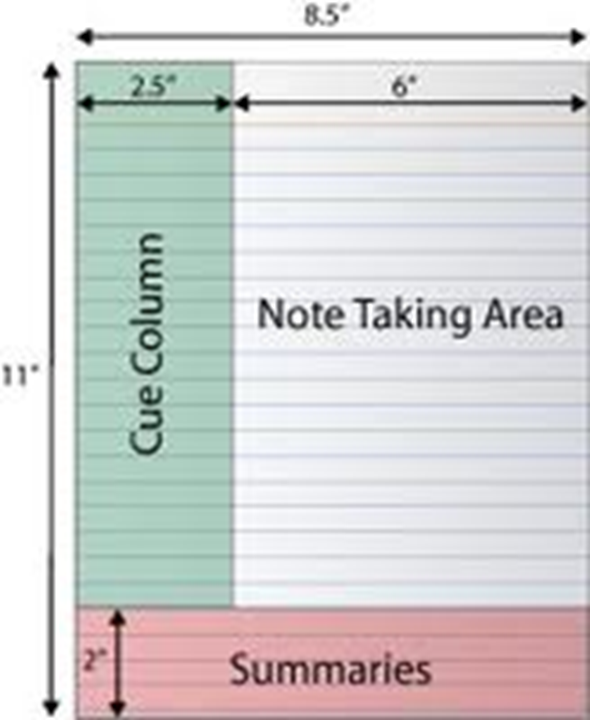 8.5"
2.5"
6"
Cue Column
Note Taking Area
11"
2"
Summaries